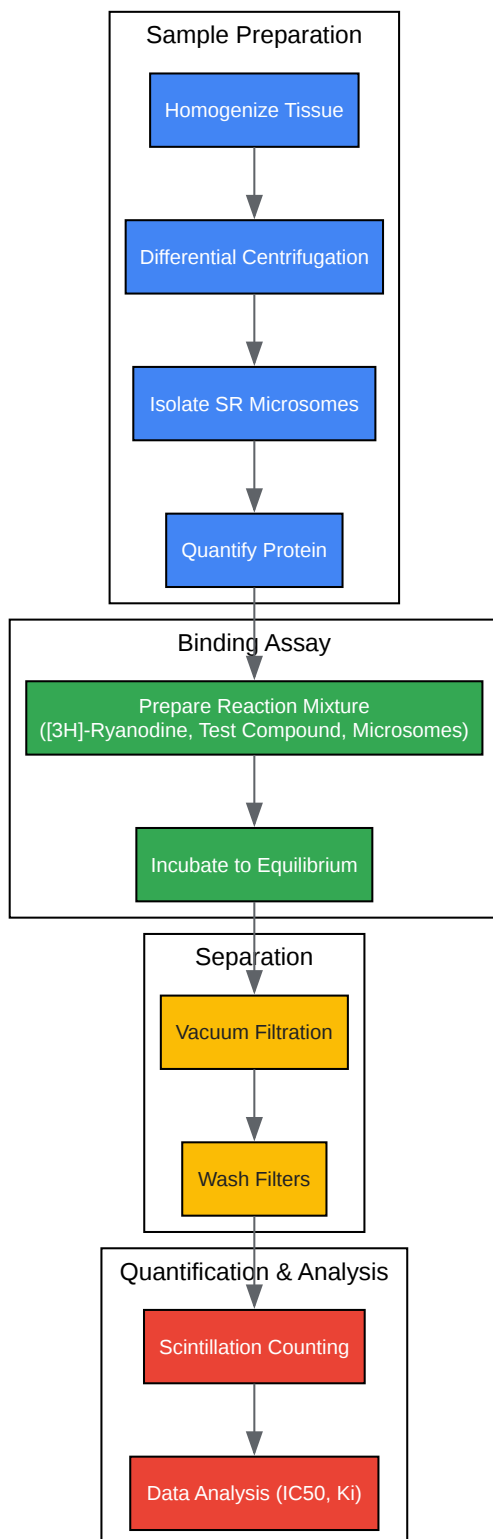 Sample Preparation
Homogenize Tissue
Differential Centrifugation
Isolate SR Microsomes
Quantify Protein
Binding Assay
Prepare Reaction Mixture
([3H]-Ryanodine, Test Compound, Microsomes)
Incubate to Equilibrium
Separation
Vacuum Filtration
Wash Filters
Quantification & Analysis
Scintillation Counting
Data Analysis (IC50, Ki)